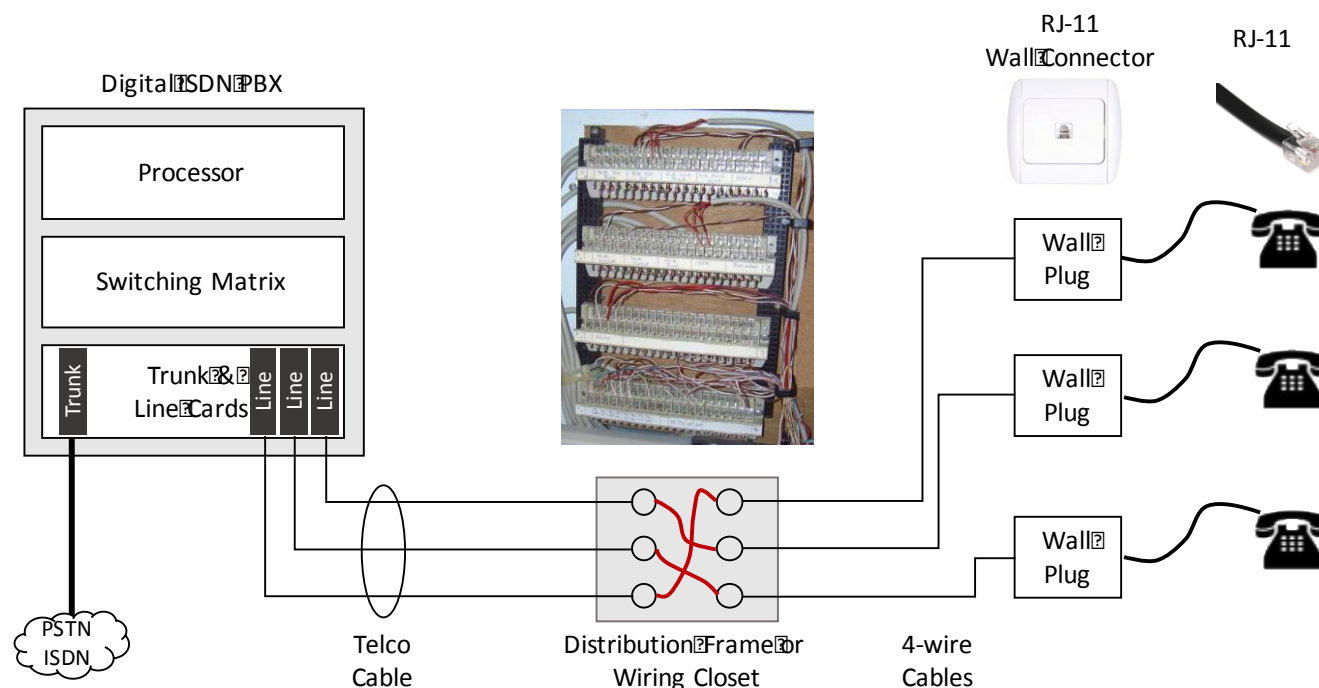 RJ-11
Wall Connector
RJ-11
Digital ISDN PBX
Processor
Switching Matrix
Trunk
Trunk & 
Line Cards
Line
Line
Line
Wall
Plug
Wall
Plug
Wall
Plug
PSTN
ISDN
Telco
Cable
Distribution Frame or
Wiring Closet
4-wire
Cables